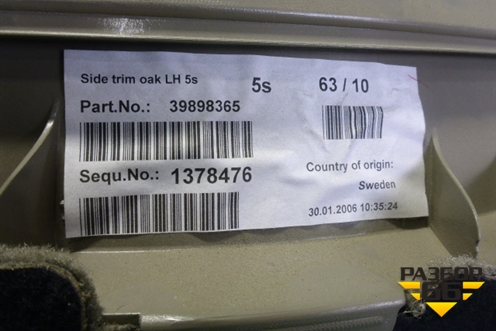 Side trim oak LH 5s
5s
63 / 10
Part.No.: 39898365
Sequ.No.: 1378476
Country of origin:
Sweden
30.01.2006 10:35:24
РАЗБОР
66